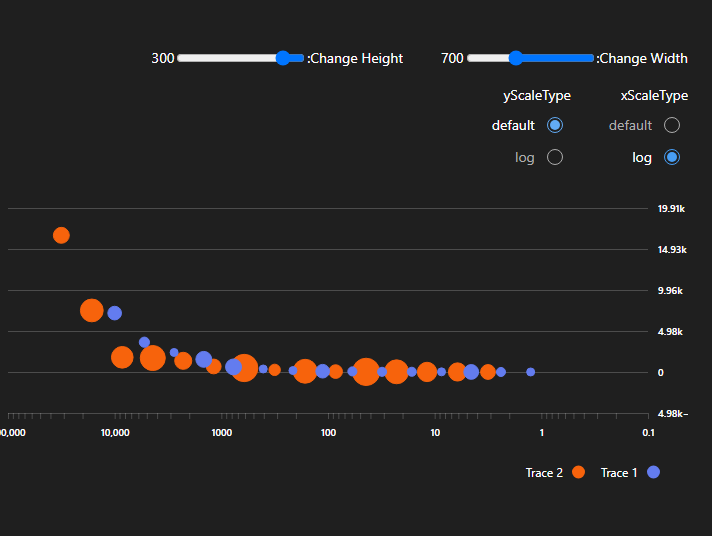 300 :Change Height 700 :Change Width
yScaleType xScaleType
default default
log log
19.91k
14.93k
9.96k
4.98k
0
4.98k−
00,000 10,000 1000 100 10 1 0.1
Trace 2 Trace 1